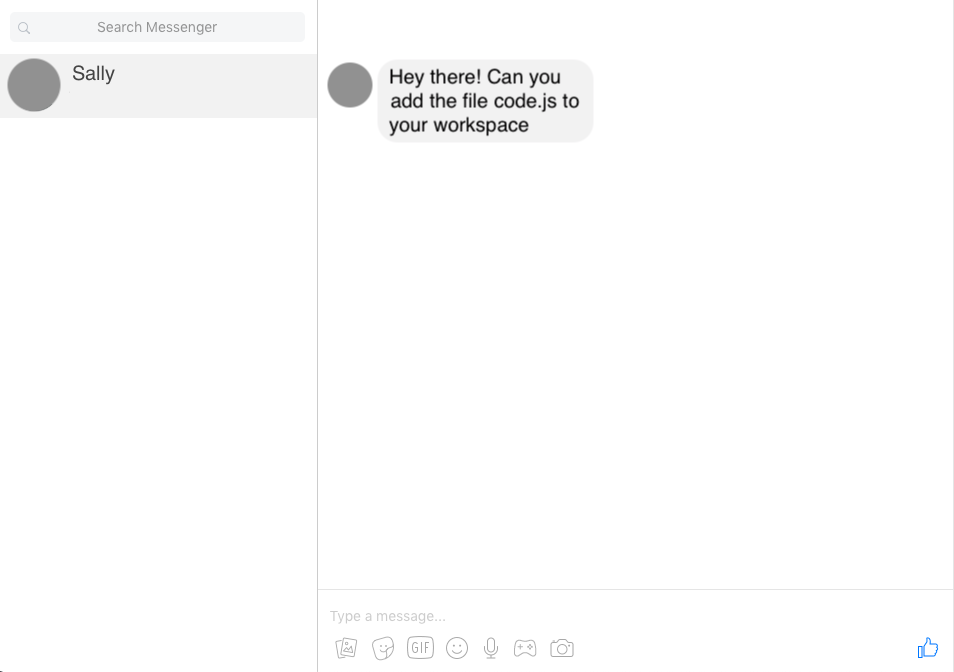 Search Messenger
Sally
Hey there! Can you
add the file code.js to
your workspace
Type a message...
GIF